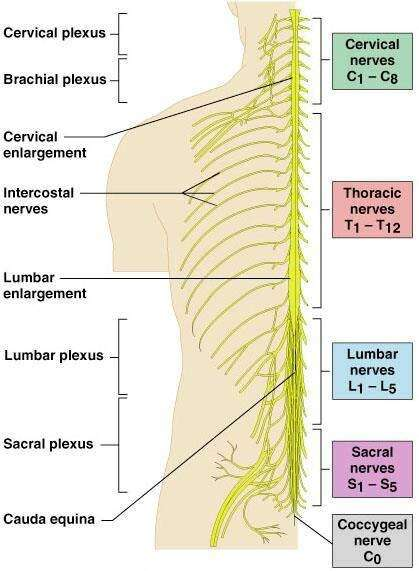 Cervical plexus
Brachial plexus
Cervical
enlargement
Intercostal
nerves
Lumbar
enlargement
Lumbar plexus
Sacral plexus
Cauda equina
Cervical
nerves
C₁ – C₈
Thoracic
nerves
T₁ – T₁₂
Lumbar
nerves
L₁ – L₅
Sacral
nerves
S₁ – S₅
Coccygeal
nerve
C₀